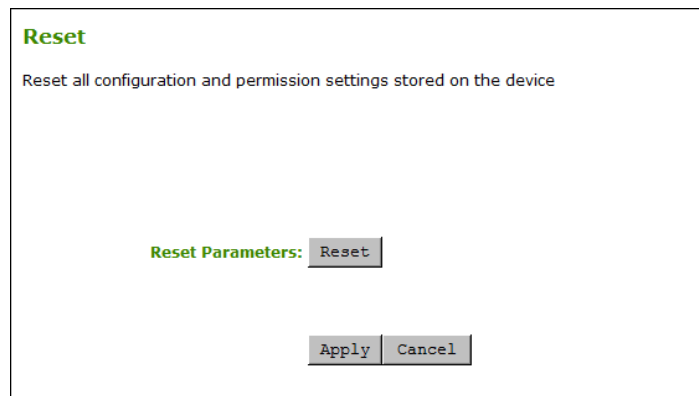 Reset
Reset all configuration and permission settings stored on the device
Reset Parameters: Reset
Apply Cancel